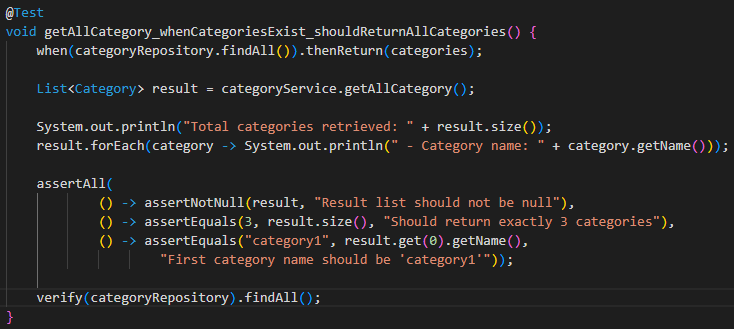 @Test
void getAllCategory_whenCategoriesExist_shouldReturnAllCategories() {
    when(categoryRepository.findAll()).thenReturn(categories);
    List<Category> result = categoryService.getAllCategory();
    System.out.println("Total categories retrieved: " + result.size());
    result.forEach(category -> System.out.println(" - Category name: " + category.getName()));
    assertAll(
            () -> assertNotNull(result, "Result list should not be null"),
            () -> assertEquals(3, result.size(), "Should return exactly 3 categories"),
            () -> assertEquals("category1", result.get(0).getName(),
                    "First category name should be 'category1'"));
    verify(categoryRepository).findAll();
}